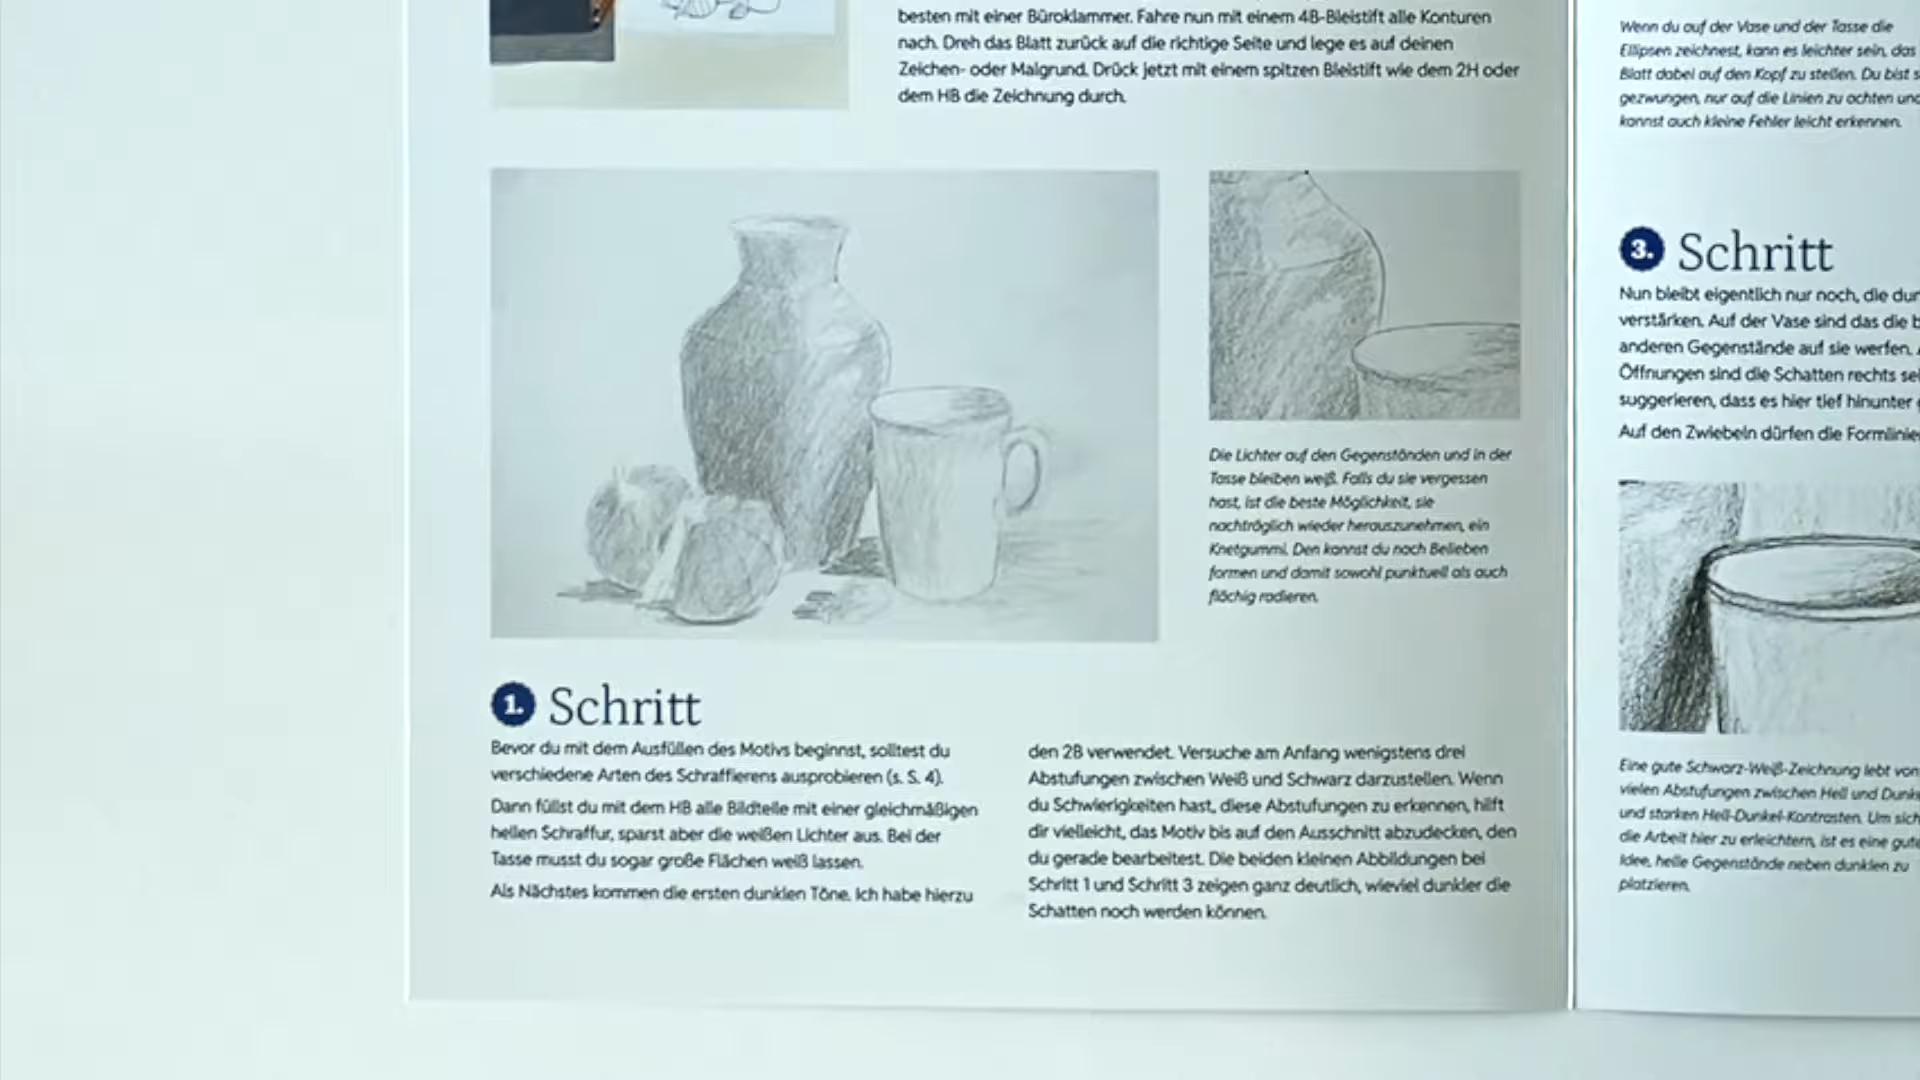 besten mit einer Büroklammer. Fahre nun mit einem 4B-Bleistift alle Konturen
nach. Dreh das Blatt zurück auf die richtige Seite und lege es auf deinen
Zeichen- oder Malgrund. Drück jetzt mit einem spitzen Bleistift wie dem 2H oder
dem HB die Zeichnung durch.
Die Lichter auf den Gegenständen und in der
Tasse bleiben weiß. Falls du sie vergessen
hast, ist die beste Möglichkeit, sie
nachträglich wieder herauszunehmen, ein
Knetgummi. Den kannst du nach Belieben
formen und damit sowohl punktuell als auch
flächig radieren.
1. Schritt
Bevor du mit dem Ausfüllen des Motivs beginnst, solltest du
verschiedene Arten des Schraffierens ausprobieren (s. S. 4).
Dann füllst du mit dem HB alle Bildteile mit einer gleichmäßigen
hellen Schraffur, sparst aber die weißen Lichter aus. Bei der
Tasse musst du sogar große Flächen weiß lassen.
Als Nächstes kommen die ersten dunklen Töne. Ich habe hierzu
den 2B verwendet. Versuche am Anfang wenigstens drei
Abstufungen zwischen Weiß und Schwarz darzustellen. Wenn
du Schwierigkeiten hast, diese Abstufungen zu erkennen, hilft
dir vielleicht, das Motiv bis auf den Ausschnitt abzudecken, den
du gerade bearbeitest. Die beiden kleinen Abbildungen bei
Schritt 1 und Schritt 3 zeigen ganz deutlich, wieviel dunkler die
Schatten noch werden können.
Wenn du auf der Vase und der Tasse die
Ellipsen zeichnest, kann es leichter sein, das
Blatt dabei auf den Kopf zu stellen. Du bist s
gezwungen, nur auf die Linien zu achten und
kannst auch kleine Fehler leicht erkennen.
3. Schritt
Nun bleibt eigentlich nur noch, die dun
verstärken. Auf der Vase sind das die b
anderen Gegenstände auf sie werfen. A
Öffnungen sind die Schatten rechts se
suggerieren, dass es hier tief hinunter
Auf den Zwiebeln dürfen die Formlinie
Eine gute Schwarz-Weiß-Zeichnung lebt von
vielen Abstufungen zwischen Hell und Dunke
und starken Hell-Dunkel-Kontrasten. Um sich
die Arbeit hier zu erleichtern, ist es eine gute
Idee, helle Gegenstände neben dunklen zu
platzieren.